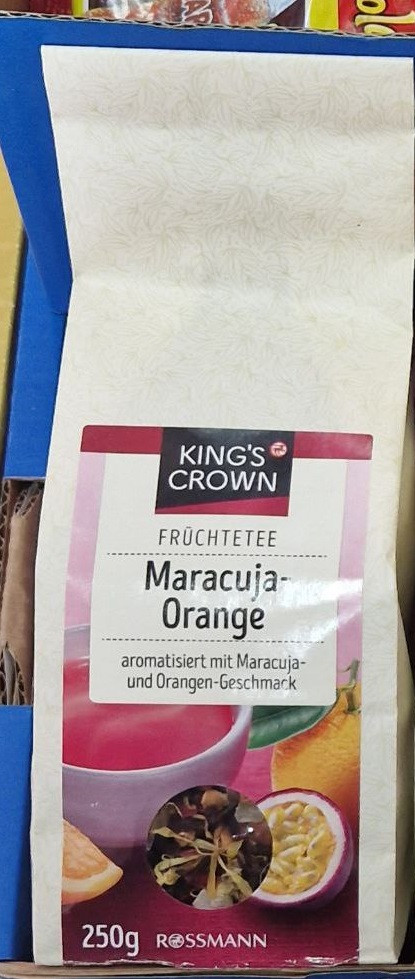 KING'S
CROWN
FRÜCHTETEE
Maracuja-
Orange
aromatisiert mit Maracuja-
und Orangen-Geschmack
250g ROSSMANN